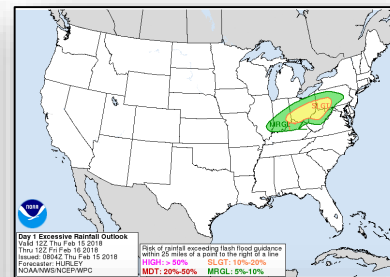 SLGT
MRGL
noaa
Day 1 Excessive Rainfall Outlook
Valid 12Z Thu Feb 15 2018
Thru 12Z Fri Feb 16 2018
Issued: 0804Z Thu Feb 15 2018
Forecaster: HURLEY
NOAA/NWS/NCEP/WPC
Risk of rainfall exceeding flash flood guidance
within 25 miles of a point to the right of a line
HIGH: > 50% SLGT: 10%-20%
MDT: 20%-50% MRGL: 5%-10%